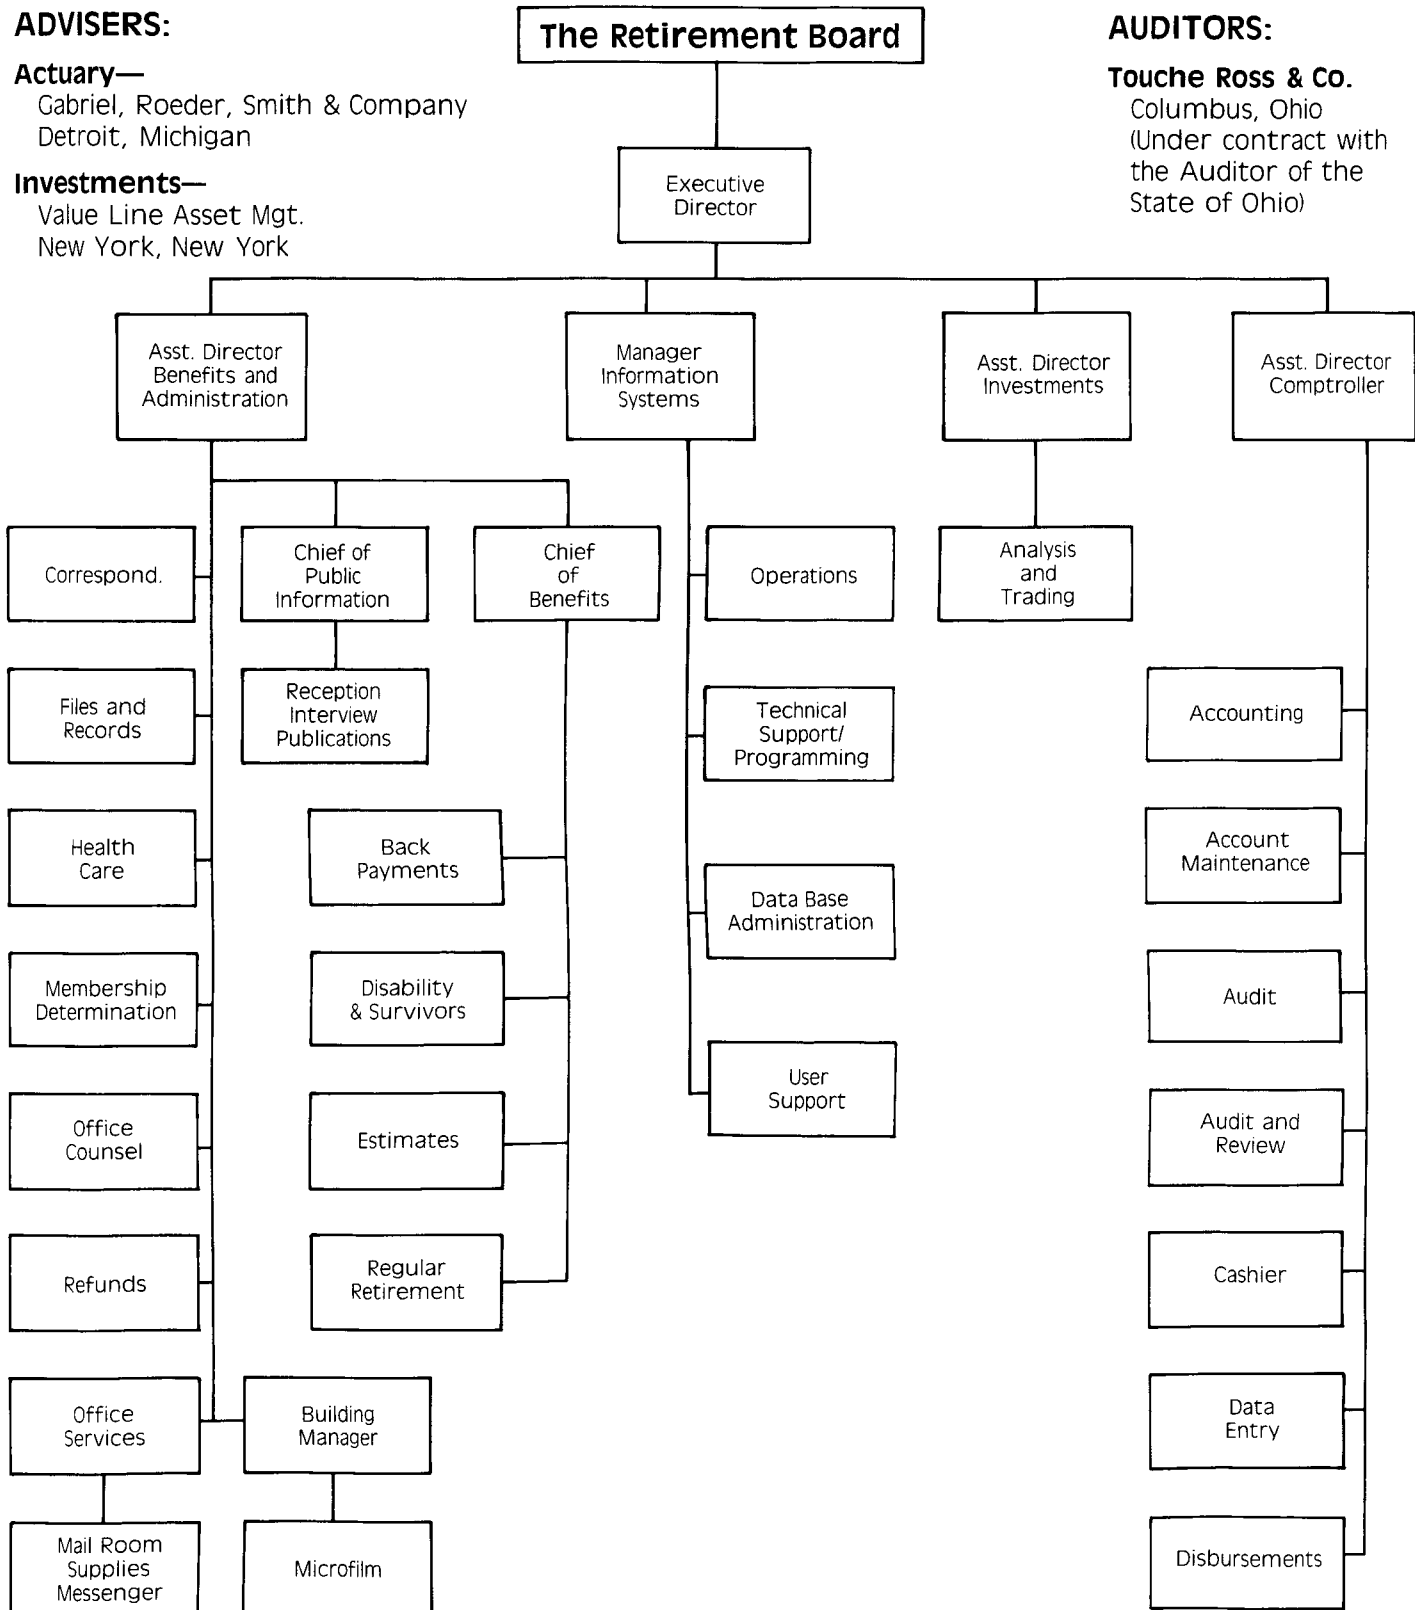 ADVISERS:
Actuary—
Gabriel, Roeder, Smith & Company
Detroit, Michigan
Investments—
Value Line Asset Mgt.
New York, New York
The Retirement Board
AUDITORS:
Touche Ross & Co.
Columbus, Ohio
(Under contract with
the Auditor of the
State of Ohio)
Executive
Director
Asst. Director
Benefits and
Administration
Manager
Information
Systems
Asst. Director
Investments
Asst. Director
Comptroller
Correspond.
Chief of
Public
Information
Chief
of
Benefits
Operations
Analysis
and
Trading
Files and
Records
Reception
Interview
Publications
Technical
Support/
Programming
Accounting
Health
Care
Back
Payments
Data Base
Administration
Account
Maintenance
Membership
Determination
Disability
& Survivors
User
Support
Audit
Office
Counsel
Estimates
Audit and
Review
Refunds
Regular
Retirement
Cashier
Office
Services
Building
Manager
Data
Entry
Mail Room
Supplies
Messenger
Microfilm
Disbursements